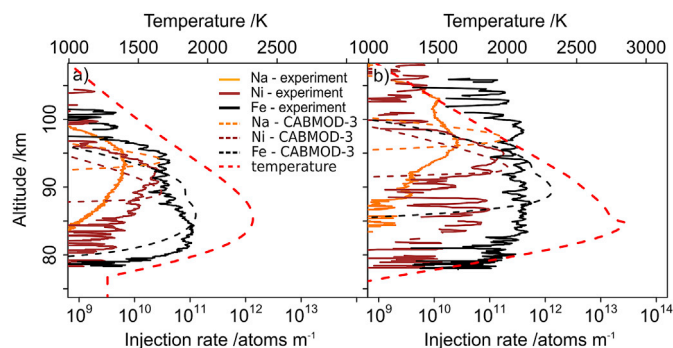 Temperature /K
Temperature /K
1000 1500 2000 2500 3000
1000 1500 2000 2500 3000
a)
b)
Na - experiment
Ni - experiment
Fe - experiment
Na - CABMOD-3
Ni - CABMOD-3
Fe - CABMOD-3
temperature
Altitude /km
100
90
80
10⁹ 10¹⁰ 10¹¹ 10¹² 10¹³
10⁹ 10¹⁰ 10¹¹ 10¹² 10¹³ 10¹⁴
Injection rate /atoms m⁻¹
Injection rate /atoms m⁻¹